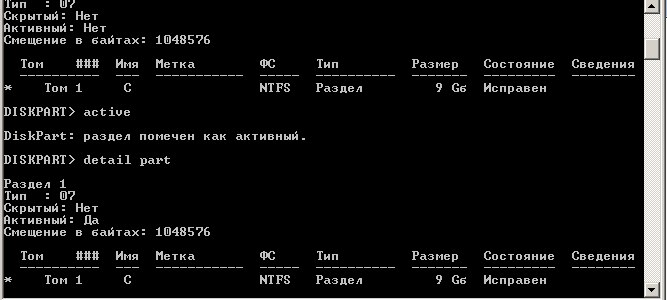 Тип  : 07
Скрытый: Нет
Активный: Нет
Смещение в байтах: 1048576
Том    ###  Имя  Метка        ФС     Тип         Размер   Состояние  Сведения
----------  ---  -----------  -----  ----------  -------  ---------  --------
*    Том 1     C                NTFS   Раздел         9 Gб  Исправен
DISKPART> active
DiskPart: раздел помечен как активный.
DISKPART> detail part
Раздел 1
Тип  : 07
Скрытый: Нет
Активный: Да
Смещение в байтах: 1048576
Том    ###  Имя  Метка        ФС     Тип         Размер   Состояние  Сведения
----------  ---  -----------  -----  ----------  -------  ---------  --------
*    Том 1     C                NTFS   Раздел         9 Gб  Исправен